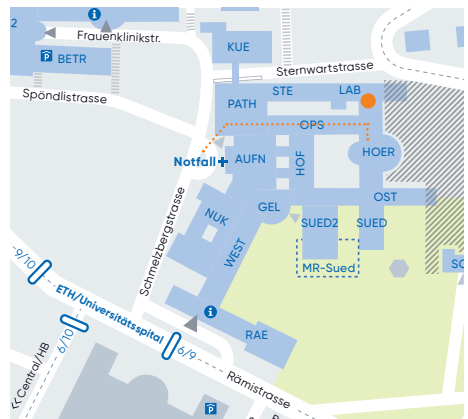 2
i
Frauenklinikstr.
KUE
P
BETR
Sternwartstrasse
Spöndlistrasse
STE
LAB
PATH
OPS
Notfall
AUFN
HOF
HOER
OST
NUK
GEL
SUED2
SUED
Schmelzbergstrasse
WEST
MR-Sued
9/10
ETH/Universitätsspital
i
6/10
6/9
RAE
<<Central/HB
Rämistrasse
P